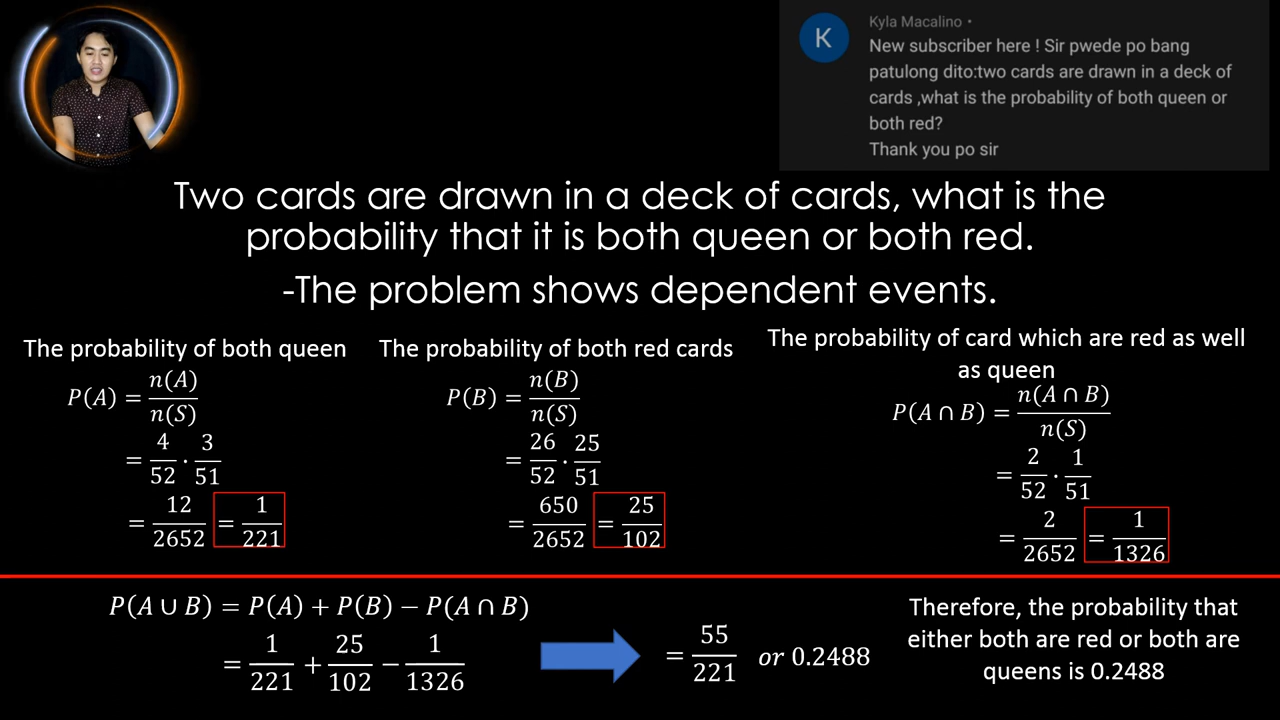 K
Kyla Macalino •
New subscriber here ! Sir pwede po bang
patulong dito:two cards are drawn in a deck of
cards ,what is the probability of both queen or
both red?
Thank you po sir
Two cards are drawn in a deck of cards, what is the
probability that it is both queen or both red.
-The problem shows dependent events.
The probability of both queen
P(A) = n(A)/n(S)
= 4/52 · 3/51
= 12/2652 = 1/221
The probability of both red cards
P(B) = n(B)/n(S)
= 26/52 · 25/51
= 650/2652 = 25/102
The probability of card which are red as well
as queen
P(A ∩ B) = n(A ∩ B)/n(S)
= 2/52 · 1/51
= 2/2652 = 1/1326
P(A ∪ B) = P(A) + P(B) − P(A ∩ B)
= 1/221 + 25/102 − 1/1326
= 55/221 or 0.2488
Therefore, the probability that
either both are red or both are
queens is 0.2488